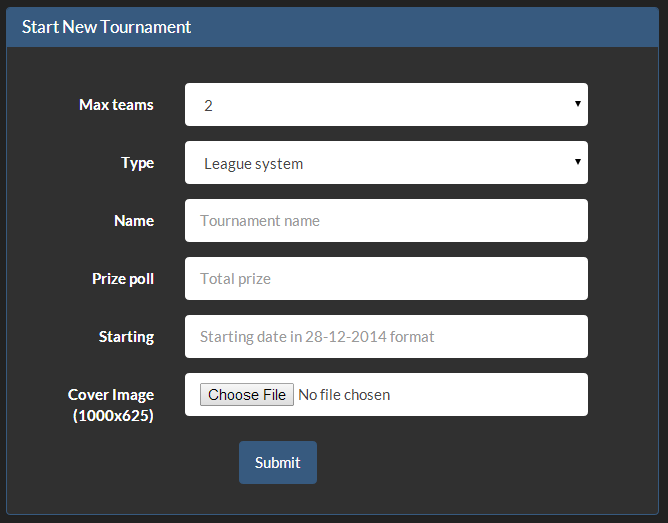 Start New Tournament
Max teams 2
Type League system
Name Tournament name
Prize poll Total prize
Starting Starting date in 28-12-2014 format
Cover Image Choose File No file chosen
(1000x625)
Submit